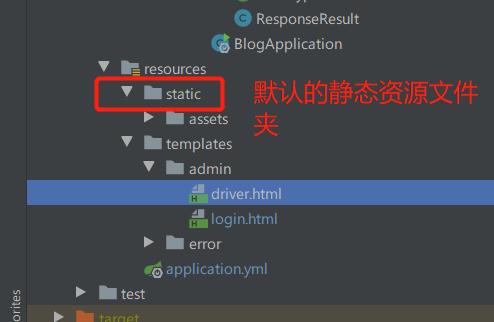 ResponseResult
BlogApplication
resources
static
默认的静态资源文件
夹
assets
templates
admin
driver.html
login.html
error
application.yml
test
target